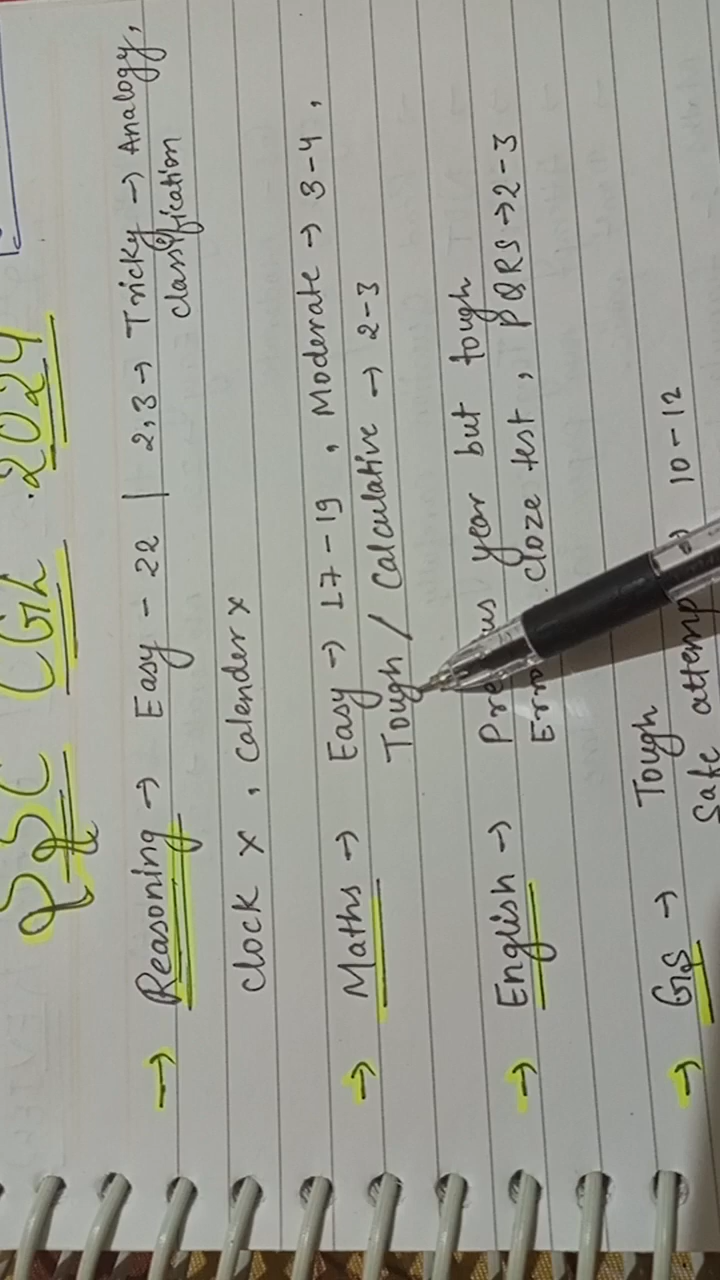 SSC CGL 2024
→ Reasoning → Easy - 22 | 2,3 → Tricky → Analogy,
classification
clock x, calender x
→ Maths → Easy → 17-19, Moderate → 3-4,
Tough / Calculative → 2-3
→ English → year but tough
cloze test, PQRS → 2-3
→ GS → Tough
Safe → 10-12